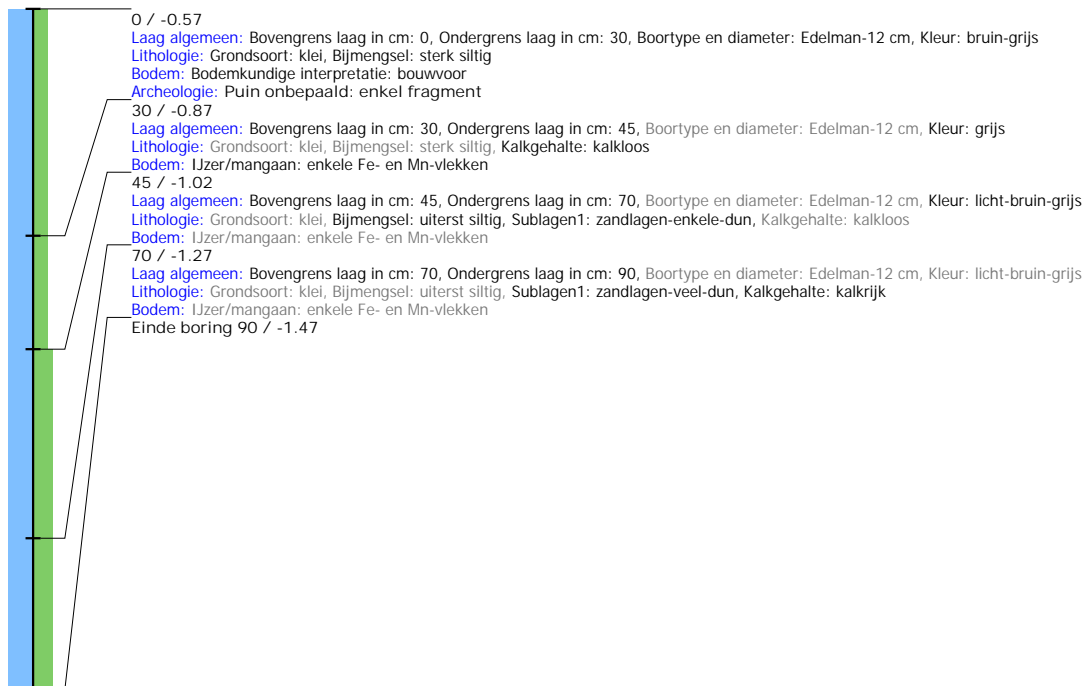 0 / -0.57
Laag algemeen: Bovengrens laag in cm: 0, Ondergrens laag in cm: 30, Boortype en diameter: Edelman-12 cm, Kleur: bruin-grijs
Lithologie: Grondsoort: klei, Bijmengsel: sterk siltig
Bodem: Bodemkundige interpretatie: bouwvoor
Archeologie: Puin onbepaald: enkel fragment
30 / -0.87
Laag algemeen: Bovengrens laag in cm: 30, Ondergrens laag in cm: 45, Boortype en diameter: Edelman-12 cm, Kleur: grijs
Lithologie: Grondsoort: klei, Bijmengsel: sterk siltig, Kalkgehalte: kalkloos
Bodem: IJzer/mangaan: enkele Fe- en Mn-vlekken
45 / -1.02
Laag algemeen: Bovengrens laag in cm: 45, Ondergrens laag in cm: 70, Boortype en diameter: Edelman-12 cm, Kleur: licht-bruin-grijs
Lithologie: Grondsoort: klei, Bijmengsel: uiterst siltig, Sublagen1: zandlagen-enkele-dun, Kalkgehalte: kalkloos
Bodem: IJzer/mangaan: enkele Fe- en Mn-vlekken
70 / -1.27
Laag algemeen: Bovengrens laag in cm: 70, Ondergrens laag in cm: 90, Boortype en diameter: Edelman-12 cm, Kleur: licht-bruin-grijs
Lithologie: Grondsoort: klei, Bijmengsel: uiterst siltig, Sublagen1: zandlagen-veel-dun, Kalkgehalte: kalkrijk
Bodem: IJzer/mangaan: enkele Fe- en Mn-vlekken
Einde boring 90 / -1.47